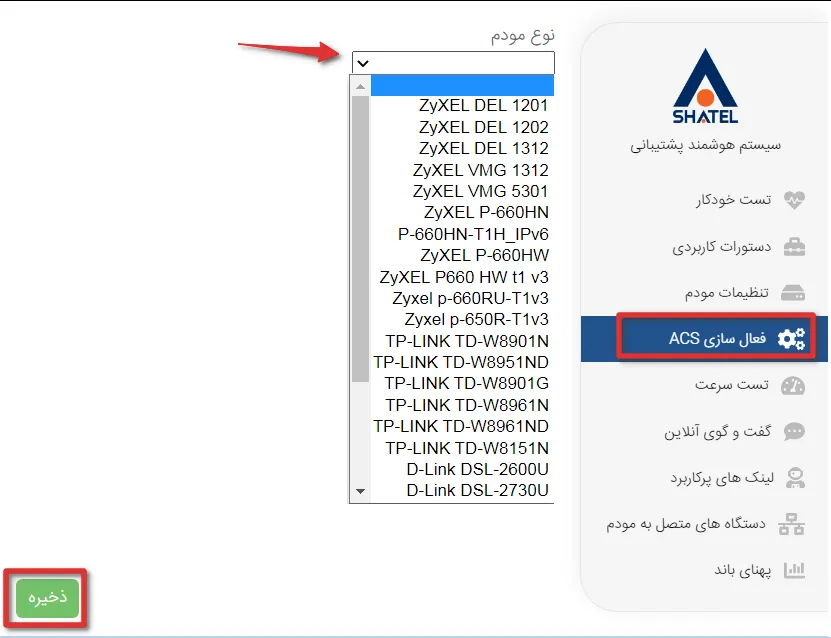 SHATEL
سیستم هوشمند پشتیبانی
تست خودکار
دستورات کاربردی
تنظیمات مودم
فعال سازی ACS
تست سرعت
گفت و گوی آنلاین
لینک های پرکاربرد
دستگاه های متصل به مودم
پهنای باند
نوع مودم
ZyXEL DEL 1201
ZyXEL DEL 1202
ZyXEL DEL 1312
ZyXEL VMG 1312
ZyXEL VMG 5301
ZyXEL P-660HN
P-660HN-T1H_IPv6
ZyXEL P-660HW
ZyXEL P660 HW t1 v3
Zyxel p-660RU-T1v3
Zyxel p-650R-T1v3
TP-LINK TD-W8901N
TP-LINK TD-W8951ND
TP-LINK TD-W8901G
TP-LINK TD-W8961N
TP-LINK TD-W8961ND
TP-LINK TD-W8151N
D-Link DSL-2600U
D-Link DSL-2730U
ذخیره